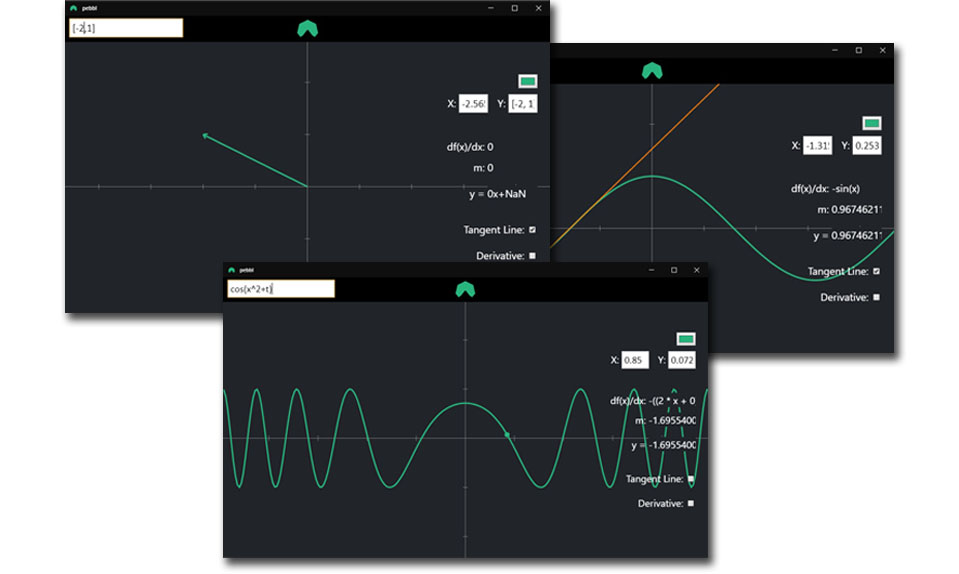 pebbl
[-2,1]
X: -2.56 Y: [-2, 1
df(x)/dx: 0
m: 0
y = 0x+NaN
Tangent Line:
Derivative:
X: -1.31 Y: 0.253
df(x)/dx: -sin(x)
m: 0.9674621
y = 0.9674621
Tangent Line:
Derivative:
pebbl
cos(x^2+t)
X: 0.85 Y: 0.072
df(x)/dx: -((2 * x + 0
m: -1.6955400
y = -1.6955400
Tangent Line:
Derivative: